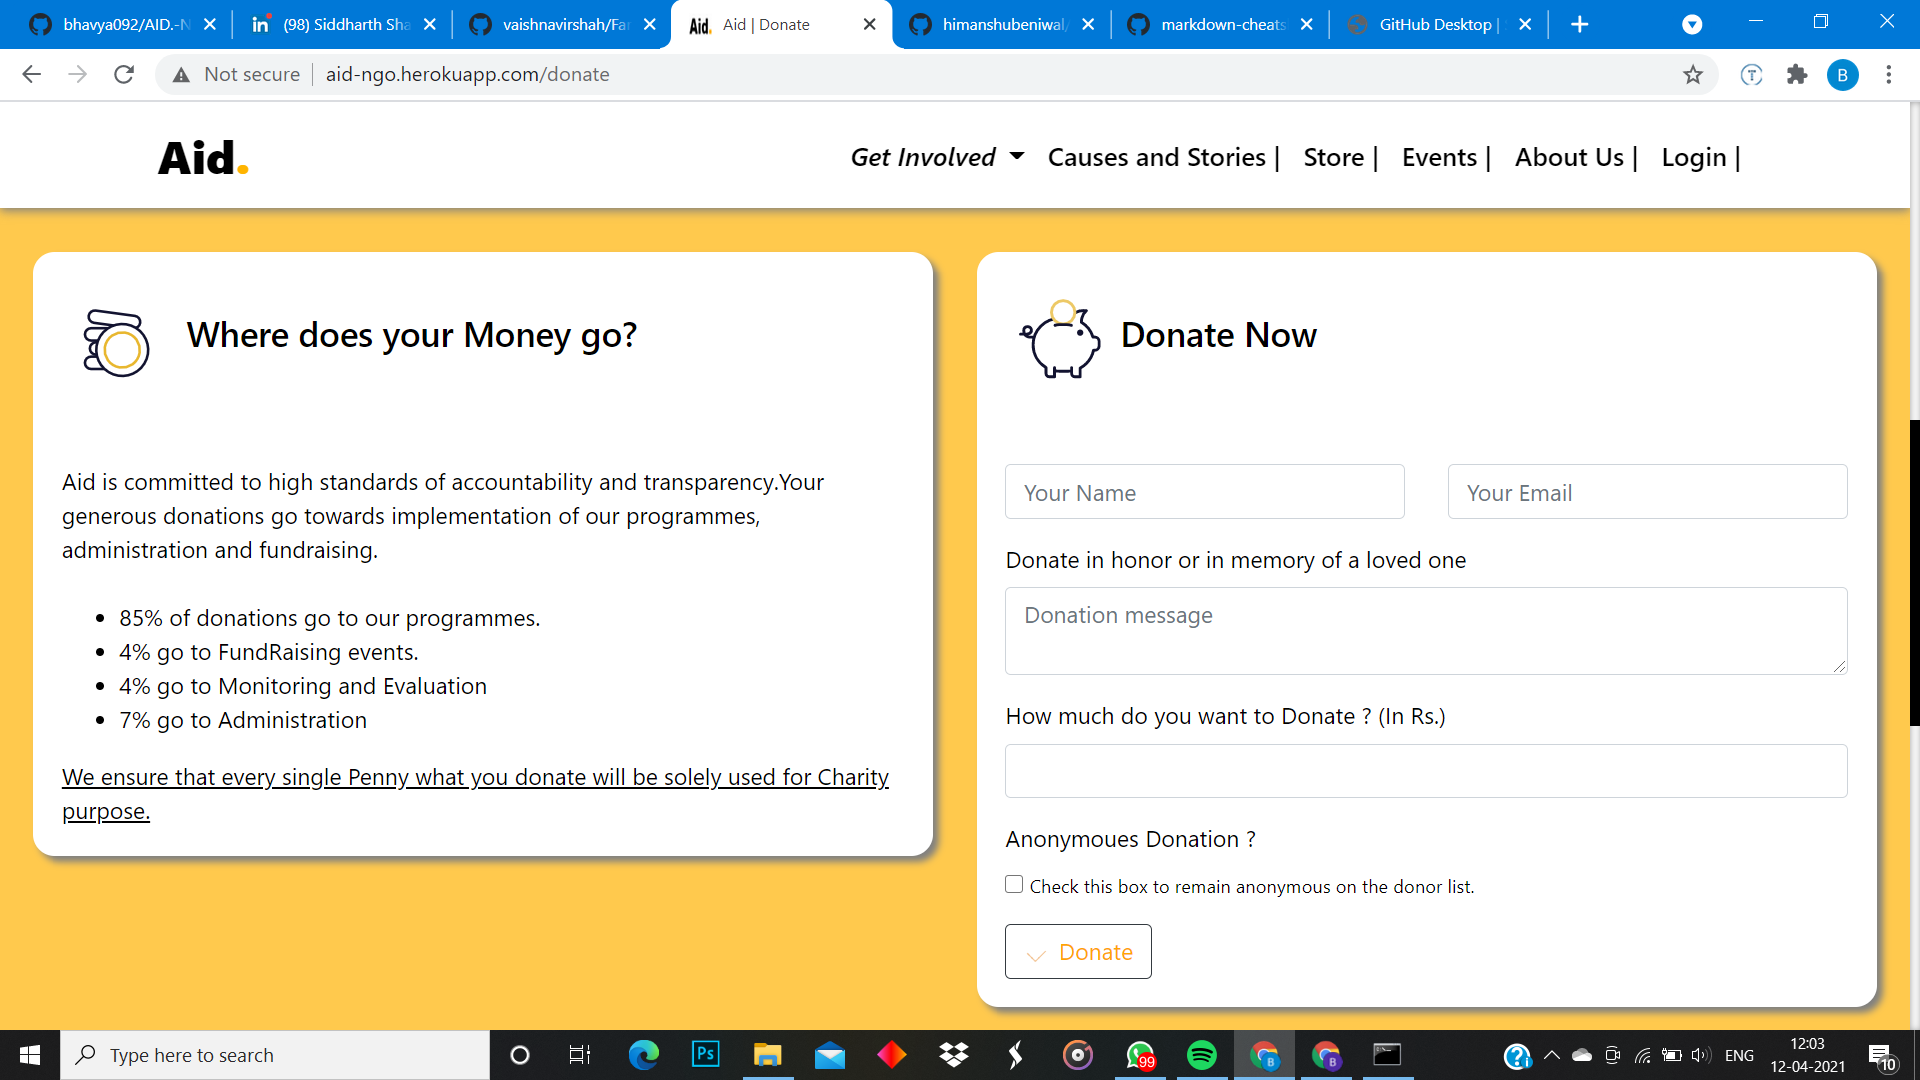 bhavya092/AID.-N
(98) Siddharth Sha
vaishnavirshah/Far
Aid. Aid | Donate
himanshubeniwal/
markdown-cheats
GitHub Desktop |
Not secure aid-ngo.herokuapp.com/donate
B
Aid.
Get Involved
Causes and Stories |
Store |
Events |
About Us |
Login |
Where does your Money go?
Aid is committed to high standards of accountability and transparency.Your
generous donations go towards implementation of our programmes,
administration and fundraising.
85% of donations go to our programmes.
4% go to FundRaising events.
4% go to Monitoring and Evaluation
7% go to Administration
We ensure that every single Penny what you donate will be solely used for Charity
purpose.
Donate Now
Your Name
Your Email
Donate in honor or in memory of a loved one
Donation message
How much do you want to Donate ? (In Rs.)
Anonymoues Donation ?
Check this box to remain anonymous on the donor list.
Donate
Type here to search
Ps
99
B
B
ENG
12:03
12-04-2021
10